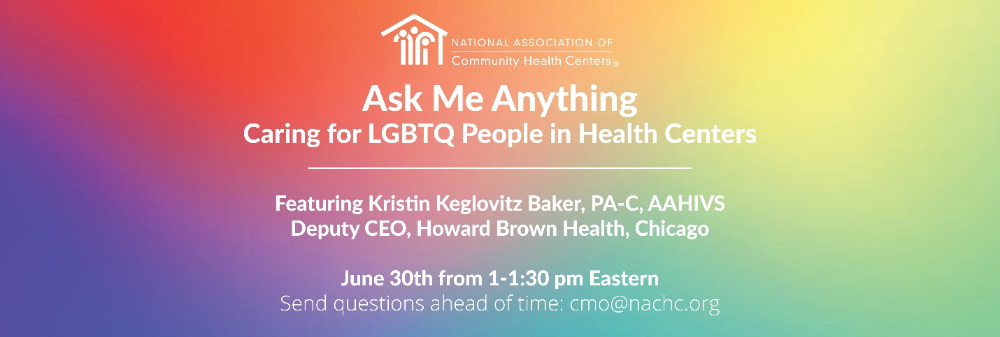 NATIONAL ASSOCIATION OF
Community Health Centers®
Ask Me Anything
Caring for LGBTQ People in Health Centers
Featuring Kristin Keglovitz Baker, PA-C, AAHIVS
Deputy CEO, Howard Brown Health, Chicago
June 30th from 1-1:30 pm Eastern
Send questions ahead of time: cmo@nachc.org